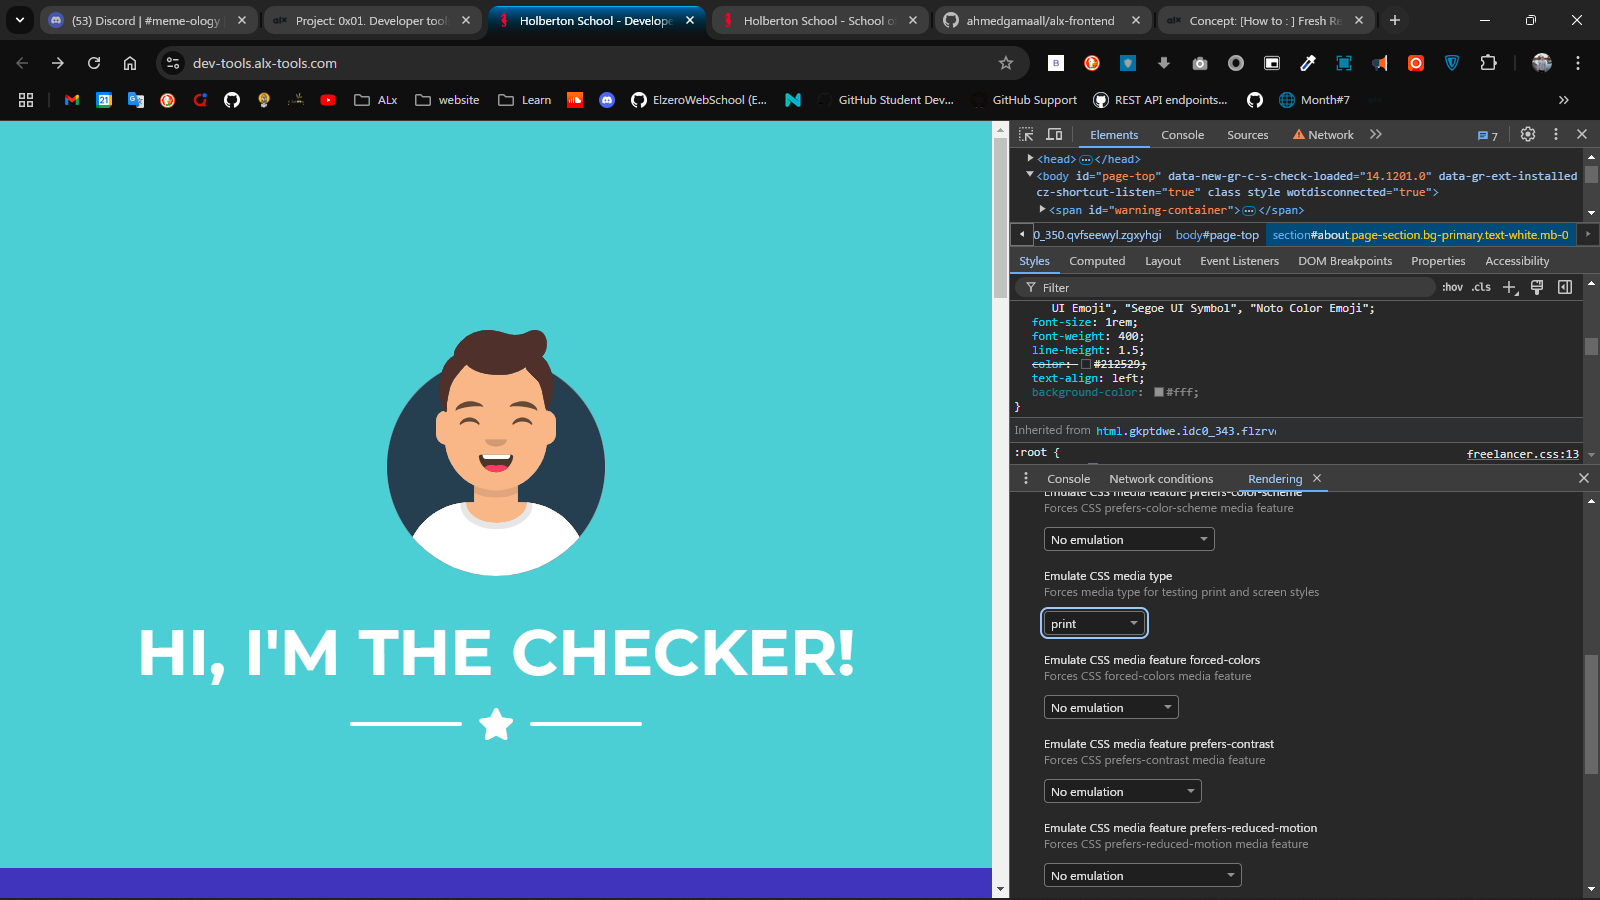 (53) Discord | #meme-ology
Project: 0x01. Developer tool
Holberton School - Develope
Holberton School - School o
ahmedgamaall/alx-frontend
Concept: [How to : ] Fresh Re
dev-tools.alx-tools.com
ALx
website
Learn
ElzeroWebSchool (E...
GitHub Student Dev...
GitHub Support
REST API endpoints...
Month#7
HI, I'M THE CHECKER!
Elements
Console
Sources
Network
7
<head> ... </head>
<body id="page-top" data-new-gr-c-s-check-loaded="14.1201.0" data-gr-ext-installed
cz-shortcut-listen="true" class style wotdisconnected="true">
<span id="warning-container"> ... </span>
0_350.qvfseewyl.zgxyhgi
body#page-top
section#about.page-section.bg-primary.text-white.mb-0
Styles
Computed
Layout
Event Listeners
DOM Breakpoints
Properties
Accessibility
Filter
:hov
.cls
UI Emoji", "Segoe UI Symbol", "Noto Color Emoji";
font-size: 1rem;
font-weight: 400;
line-height: 1.5;
color: #212529;
text-align: left;
background-color: #fff;
}
Inherited from html.gkptdwe.idc0_343.flzrv
:root {
freelancer.css:13
Console
Network conditions
Rendering
Emulate CSS media feature prefers-color-scheme
Forces CSS prefers-color-scheme media feature
No emulation
Emulate CSS media type
Forces media type for testing print and screen styles
print
Emulate CSS media feature forced-colors
Forces CSS forced-colors media feature
No emulation
Emulate CSS media feature prefers-contrast
Forces CSS prefers-contrast media feature
No emulation
Emulate CSS media feature prefers-reduced-motion
Forces CSS prefers-reduced-motion media feature
No emulation